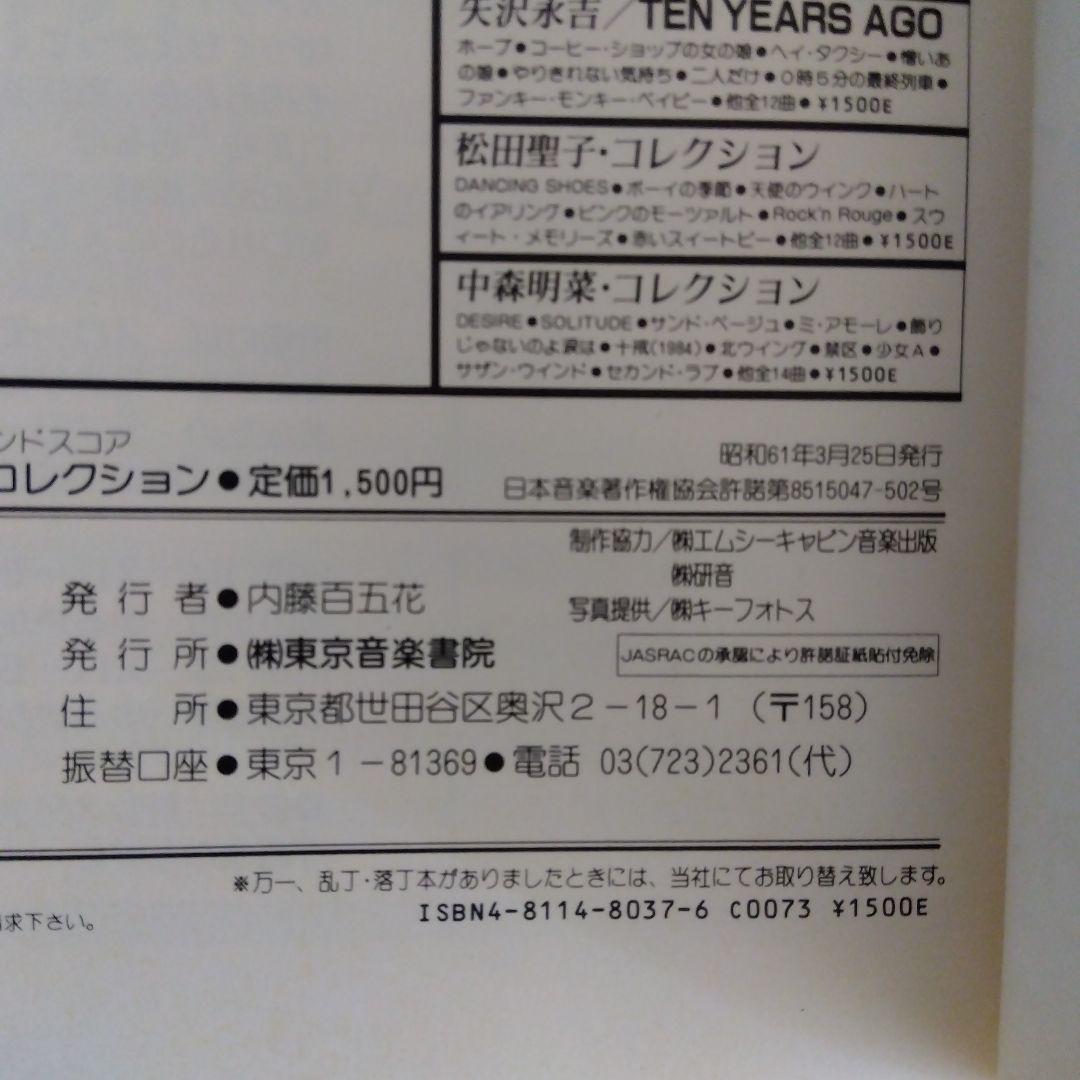 矢沢永吉／TEN YEARS AGO
ホープ●コーヒー・ショップの女の娘●ヘイ・タクシー●憎いあ
の娘●やりきれない気持ち●二人だけ●0時5分の最終列車●
ファンキー・モンキー・ベイビー●他全12曲●¥1500E
松田聖子・コレクション
DANCING SHOES●ボーイの季節●天使のウインク●ハート
のイアリング●ピンクのモーツァルト●Rock'n Rouge●スウ
ィート・メモリーズ●赤いスイートピー●他全12曲●¥1500E
中森明菜・コレクション
DESIRE●SOLITUDE●サンド・ベージュ●ミ・アモーレ●飾り
じゃないのよ涙は●十戒(1984)●北ウイング●禁区●少女A●
サザン・ウインド●セカンド・ラブ●他全14曲●¥1500E
ンドスコア
コレクション●定価1,500円
昭和61年3月25日発行
日本音楽著作権協会許諾第8515047-502号
制作協力／㈱エムシーキャビン音楽出版
㈱研音
写真提供／㈱キーフォトス
JASRACの承認により許諾証紙貼付免除
発行者●内藤百五花
発行所●㈱東京音楽書院
住所●東京都世田谷区奥沢2-18-1（〒158）
振替口座●東京1-81369●電話 03(723)2361(代)
※万一、乱丁・落丁本がありましたときには、当社にてお取り替え致します。
求下さい。
ISBN4-8114-8037-6 C0073 ¥1500E